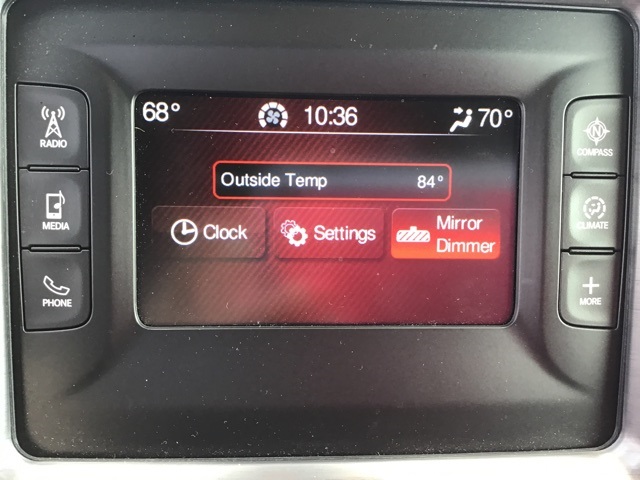 68° 10:36 70°
Outside Temp 84°
Clock Settings Mirror
Dimmer
RADIO
MEDIA
PHONE
N
COMPASS
CLIMATE
+
MORE